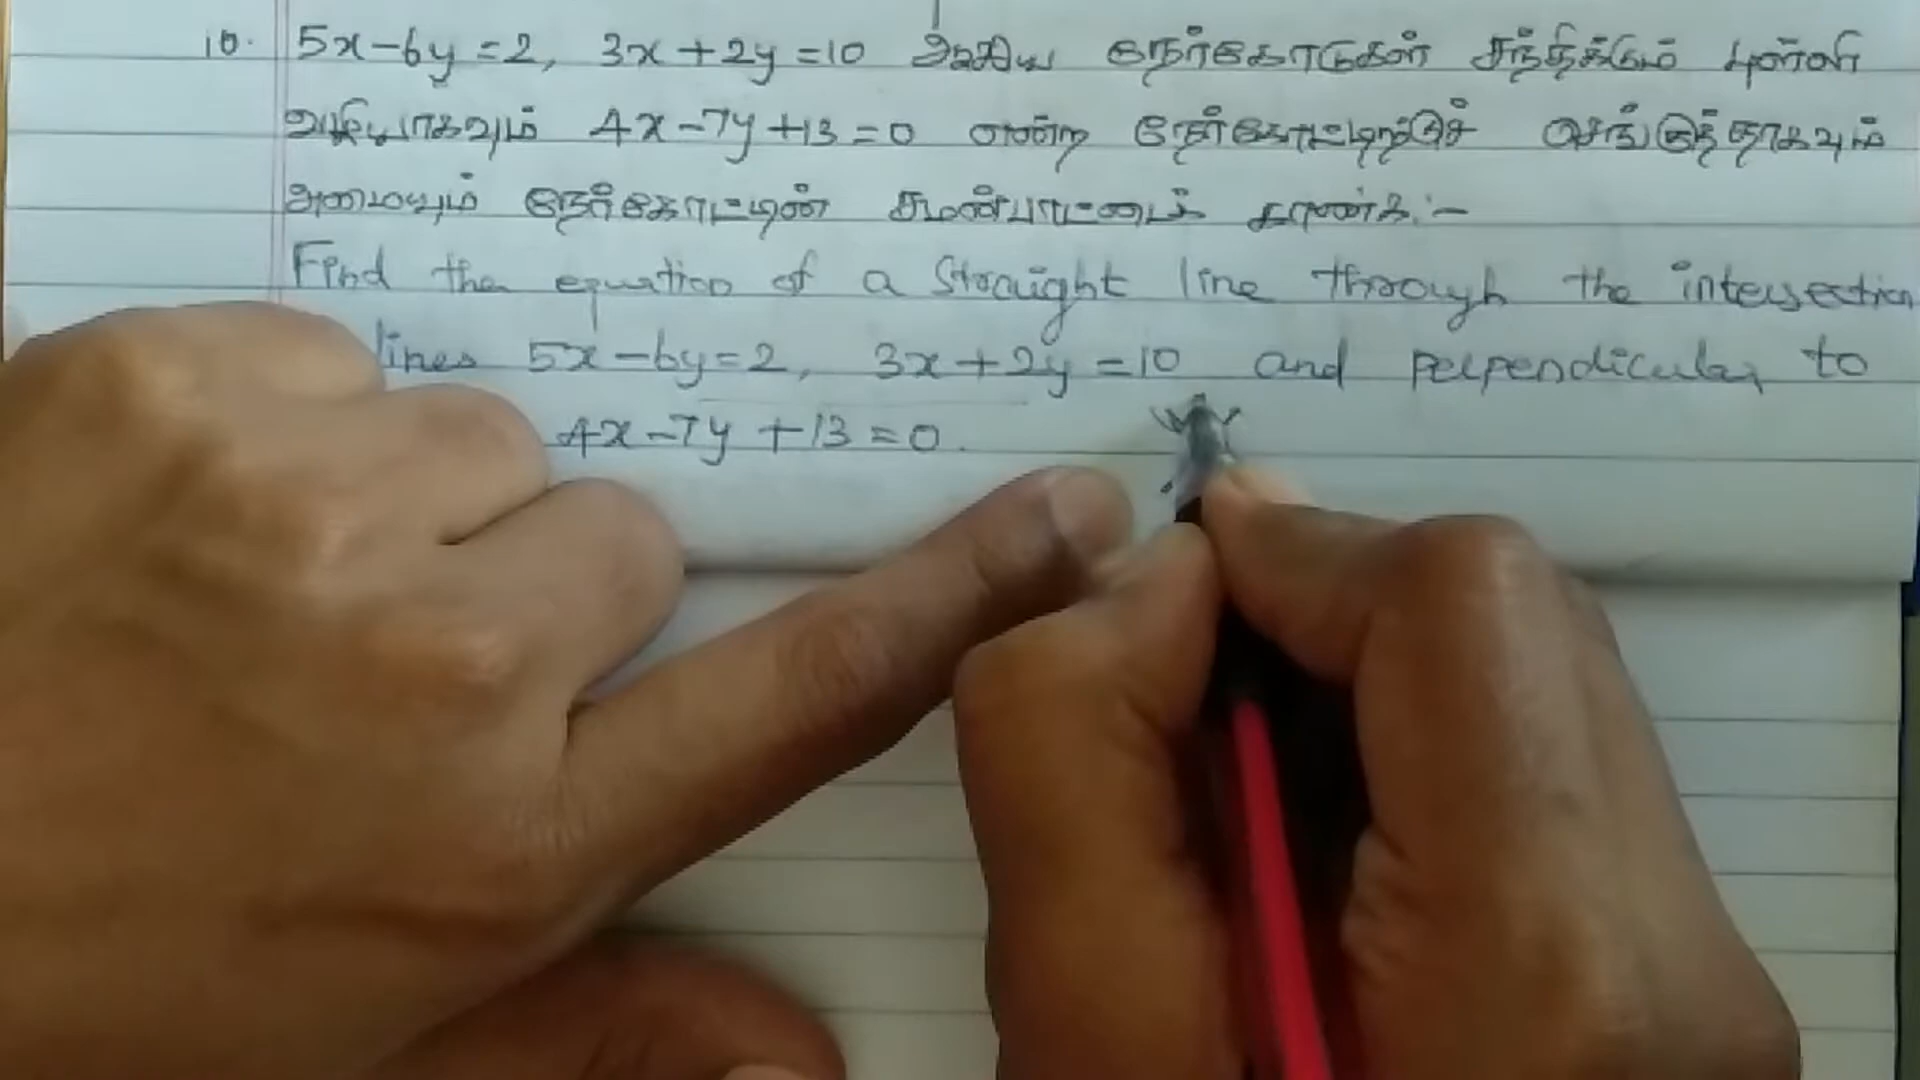 10. 5x-6y=2, 3x+2y=10 ஆகிய நேர்கோடுகள் சந்திக்கும் புள்ளி
வழியாகவும் 4x-7y+13=0 என்ற நேர்கோட்டிற்குச் செங்குத்தாகவும்
அமையும் நேர்கோட்டின் சமன்பாட்டைக் காண்க:-
Find the equation of a straight line through the intersection
lines 5x-6y=2, 3x+2y=10 and perpendicular to
4x-7y+13=0.